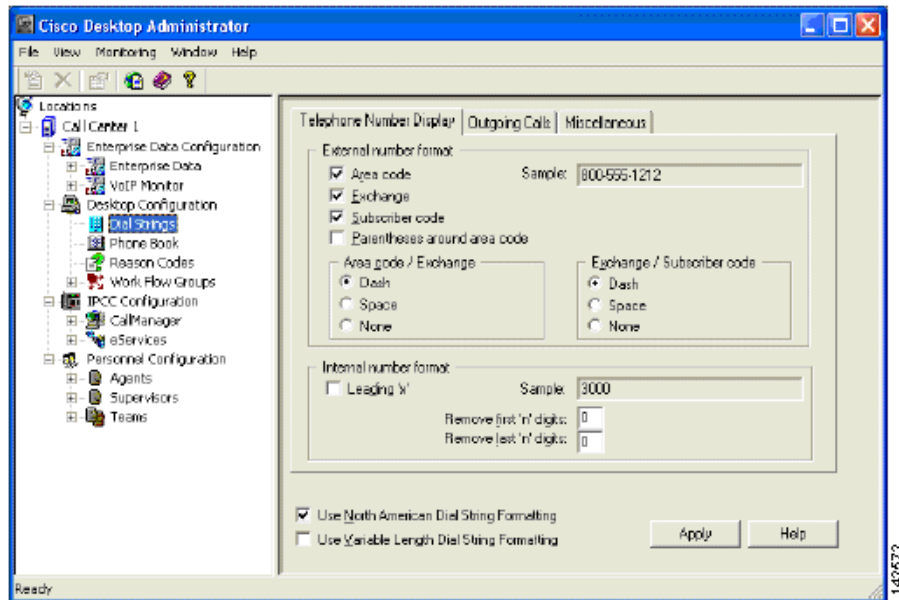 Cisco Desktop Administrator
File View Monitoring Window Help
Locations
Call Center 1
Enterprise Data Configuration
Enterprise Data
VoIP Monitor
Desktop Configuration
Dial Strings
Phone Book
Reason Codes
Work Flow Groups
IPCC Configuration
CallManager
eServices
Personnel Configuration
Agents
Supervisors
Teams
Telephone Number Display Outgoing Calls Miscellaneous
External number format
Area code Sample: 800-555-1212
Exchange
Subscriber code
Parentheses around area code
Area code / Exchange
Dash
Space
None
Exchange / Subscriber code
Dash
Space
None
Internal number format
Leading 'x' Sample: 3000
Remove first 'n' digits: 0
Remove last 'n' digits: 0
Use North American Dial String Formatting
Use Variable Length Dial String Formatting
Apply Help
Ready
142572